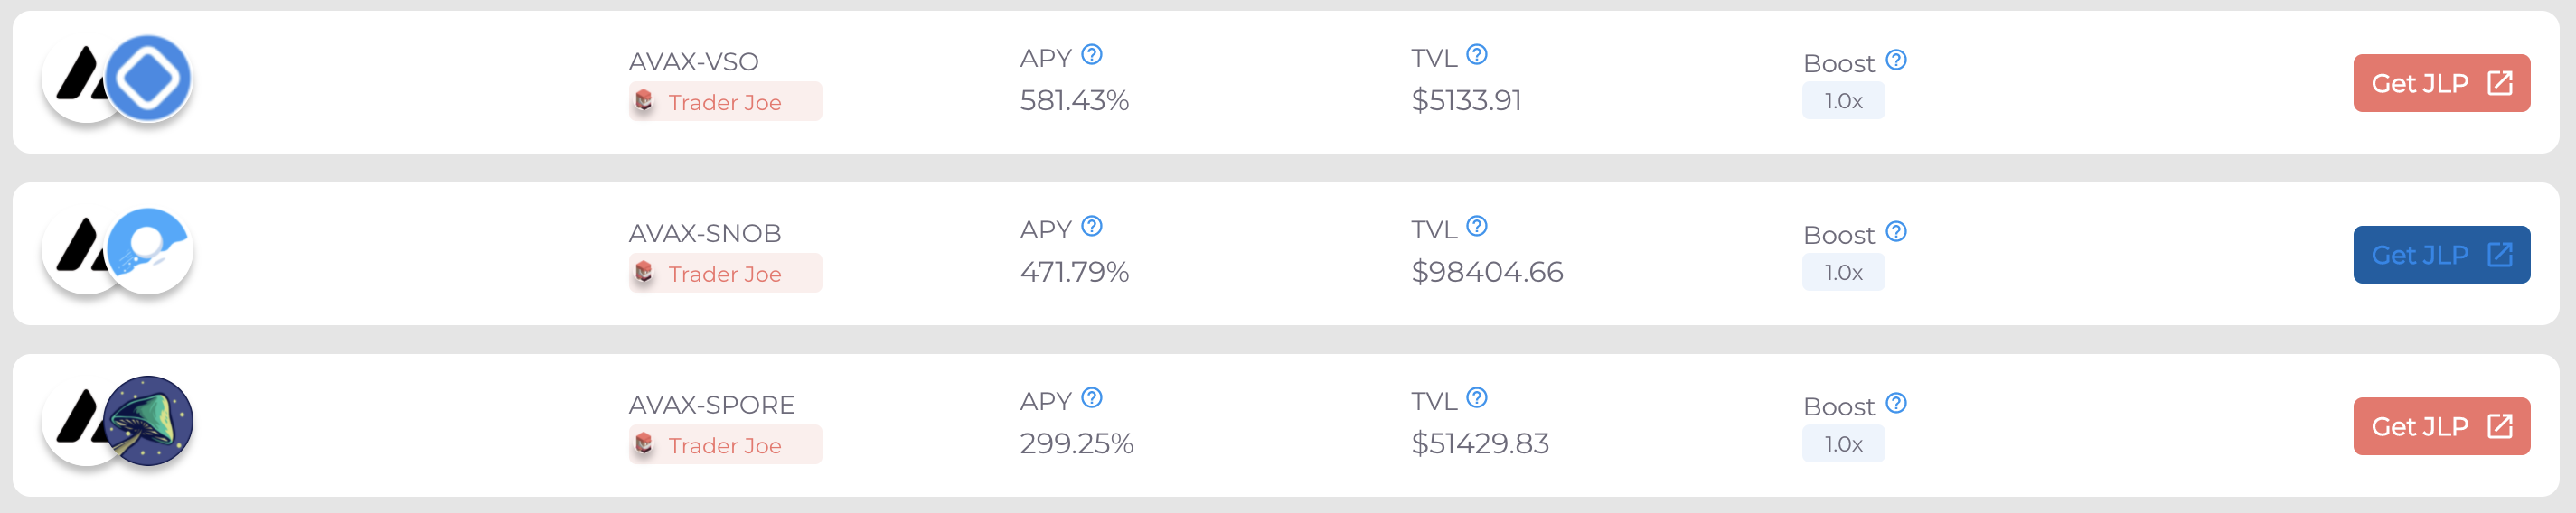 AVAX-VSO
Trader Joe
APY
581.43%
TVL
$5133.91
Boost
1.0x
Get JLP
AVAX-SNOB
Trader Joe
APY
471.79%
TVL
$98404.66
Boost
1.0x
Get JLP
AVAX-SPORE
Trader Joe
APY
299.25%
TVL
$51429.83
Boost
1.0x
Get JLP